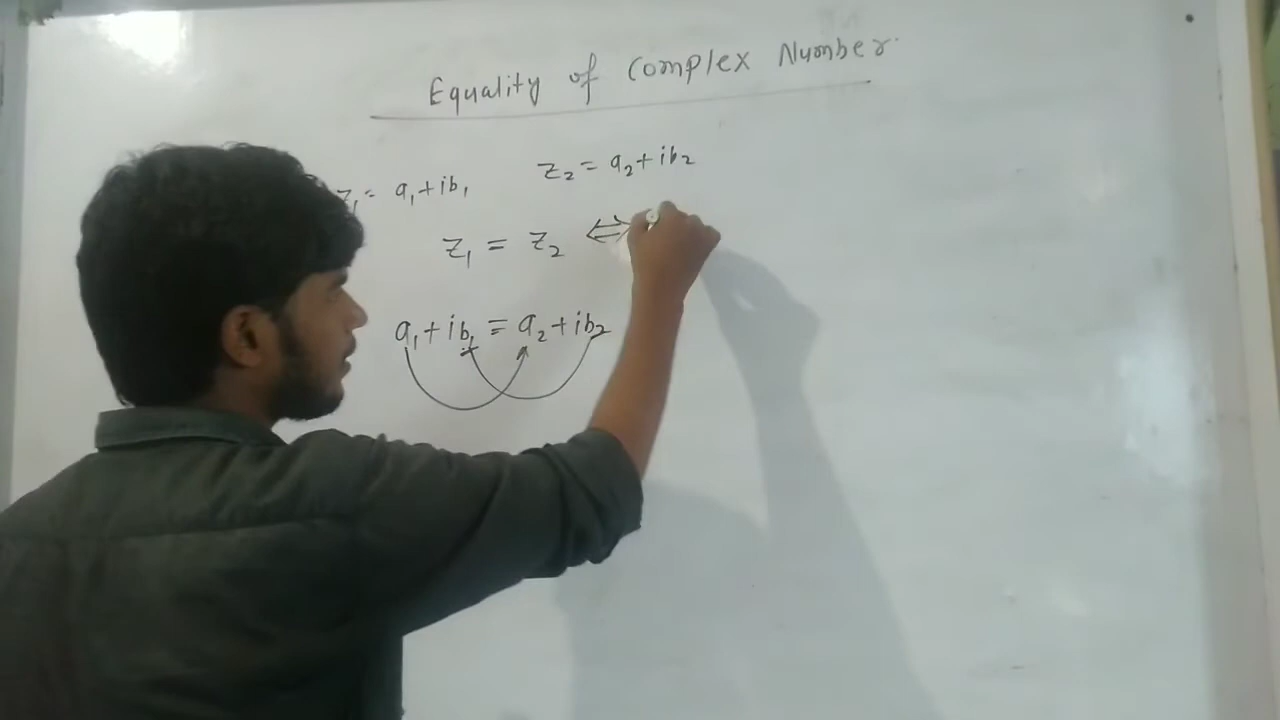 Equality of Complex Number
z₁ = a₁+ib₁ z₂ = a₂+ib₂
z₁ = z₂ ⇔
a₁+ib₁ = a₂+ib₂